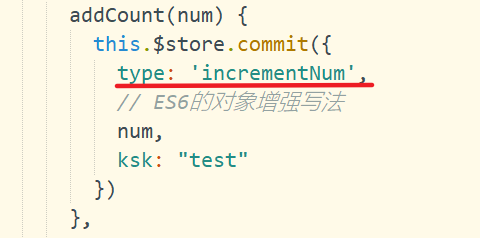 addCount(num) {
this.$store.commit({
type: 'incrementNum',
// ES6的对象增强写法
num,
ksk: "test"
})
},